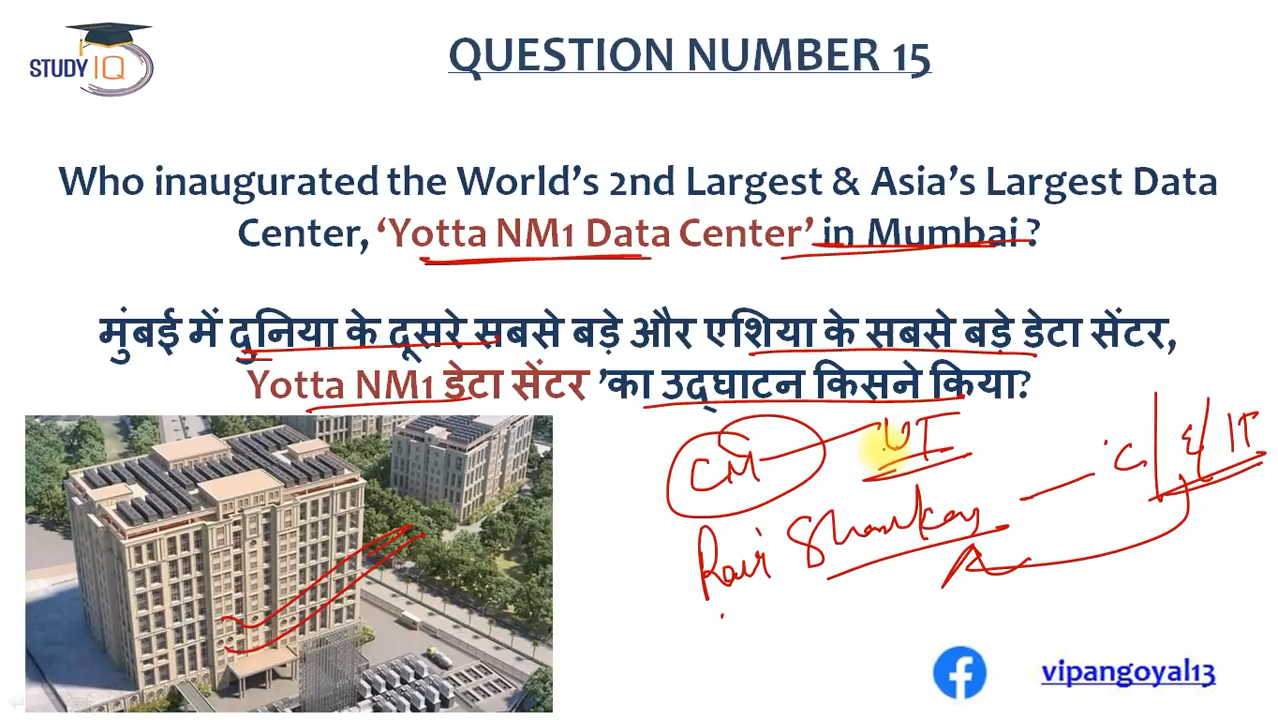 STUDY IQ
QUESTION NUMBER 15
Who inaugurated the World's 2nd Largest & Asia's Largest Data
Center, 'Yotta NM1 Data Center' in Mumbai ?
मुंबई में दुनिया के दूसरे सबसे बड़े और एशिया के सबसे बड़े डेटा सेंटर,
Yotta NM1 डेटा सेंटर 'का उद्घाटन किसने किया?
CM UT
C / E / IT
Ravi Shankar
vipangoyal13